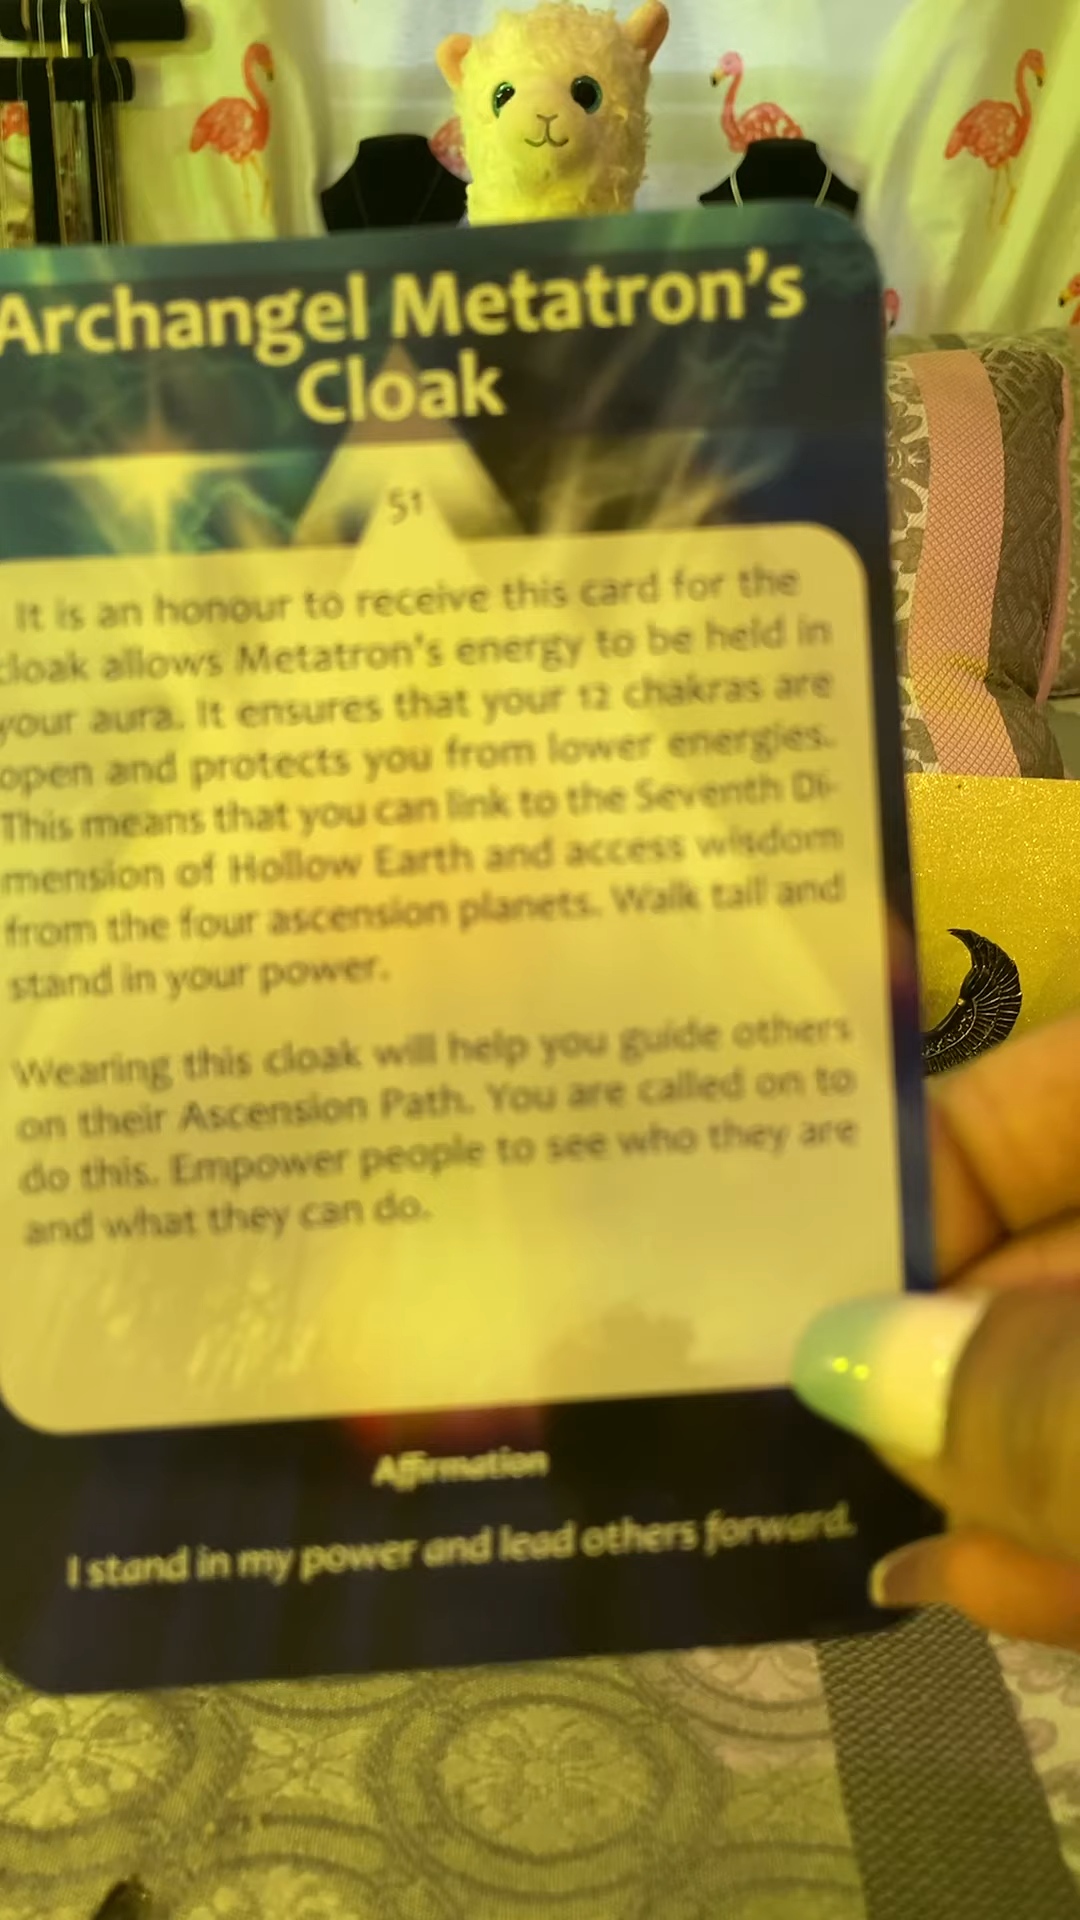 Archangel Metatron's
Cloak
51
It is an honour to receive this card for the
cloak allows Metatron's energy to be held in
your aura. It ensures that your 12 chakras are
open and protects you from lower energies.
This means that you can link to the Seventh Di-
mension of Hollow Earth and access wisdom
from the four ascension planets. Walk tall and
stand in your power.
Wearing this cloak will help you guide others
on their Ascension Path. You are called on to
do this. Empower people to see who they are
and what they can do.
Affirmation
I stand in my power and lead others forward.